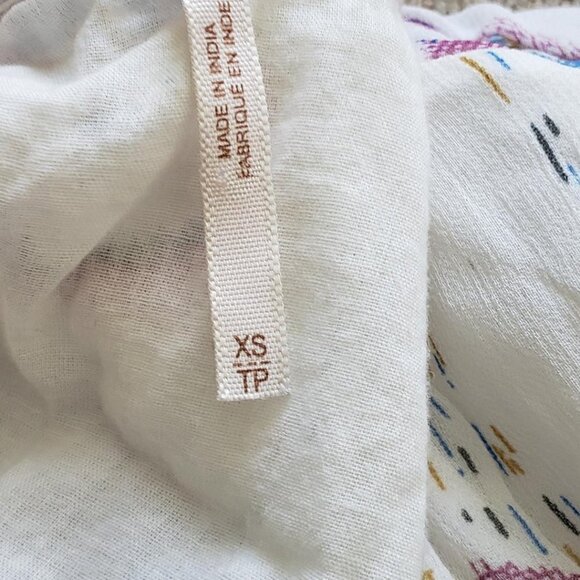 MADE IN INDIA
FABRIQUE EN INDE
XS
TP